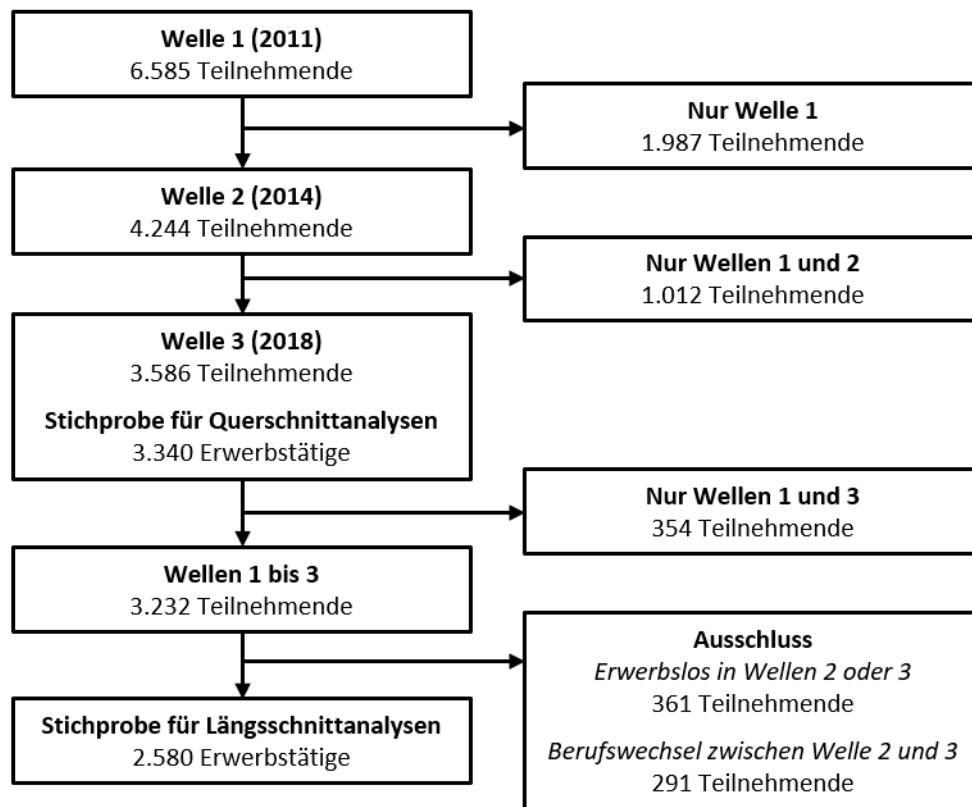 Welle 1 (2011)
6.585 Teilnehmende
Nur Welle 1
1.987 Teilnehmende
Welle 2 (2014)
4.244 Teilnehmende
Nur Wellen 1 und 2
1.012 Teilnehmende
Welle 3 (2018)
3.586 Teilnehmende
Stichprobe für Querschnittanalysen
3.340 Erwerbstätige
Nur Wellen 1 und 3
354 Teilnehmende
Wellen 1 bis 3
3.232 Teilnehmende
Ausschluss
Erwerbslos in Wellen 2 oder 3
361 Teilnehmende
Berufswechsel zwischen Welle 2 und 3
291 Teilnehmende
Stichprobe für Längsschnittanalysen
2.580 Erwerbstätige